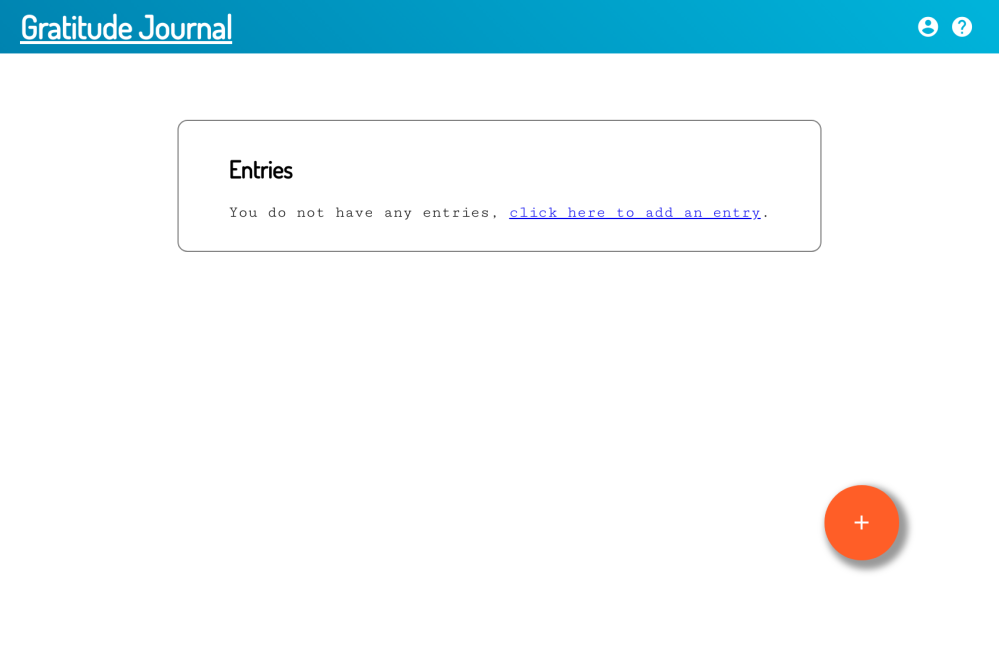 Gratitude Journal
Entries
You do not have any entries, click here to add an entry.